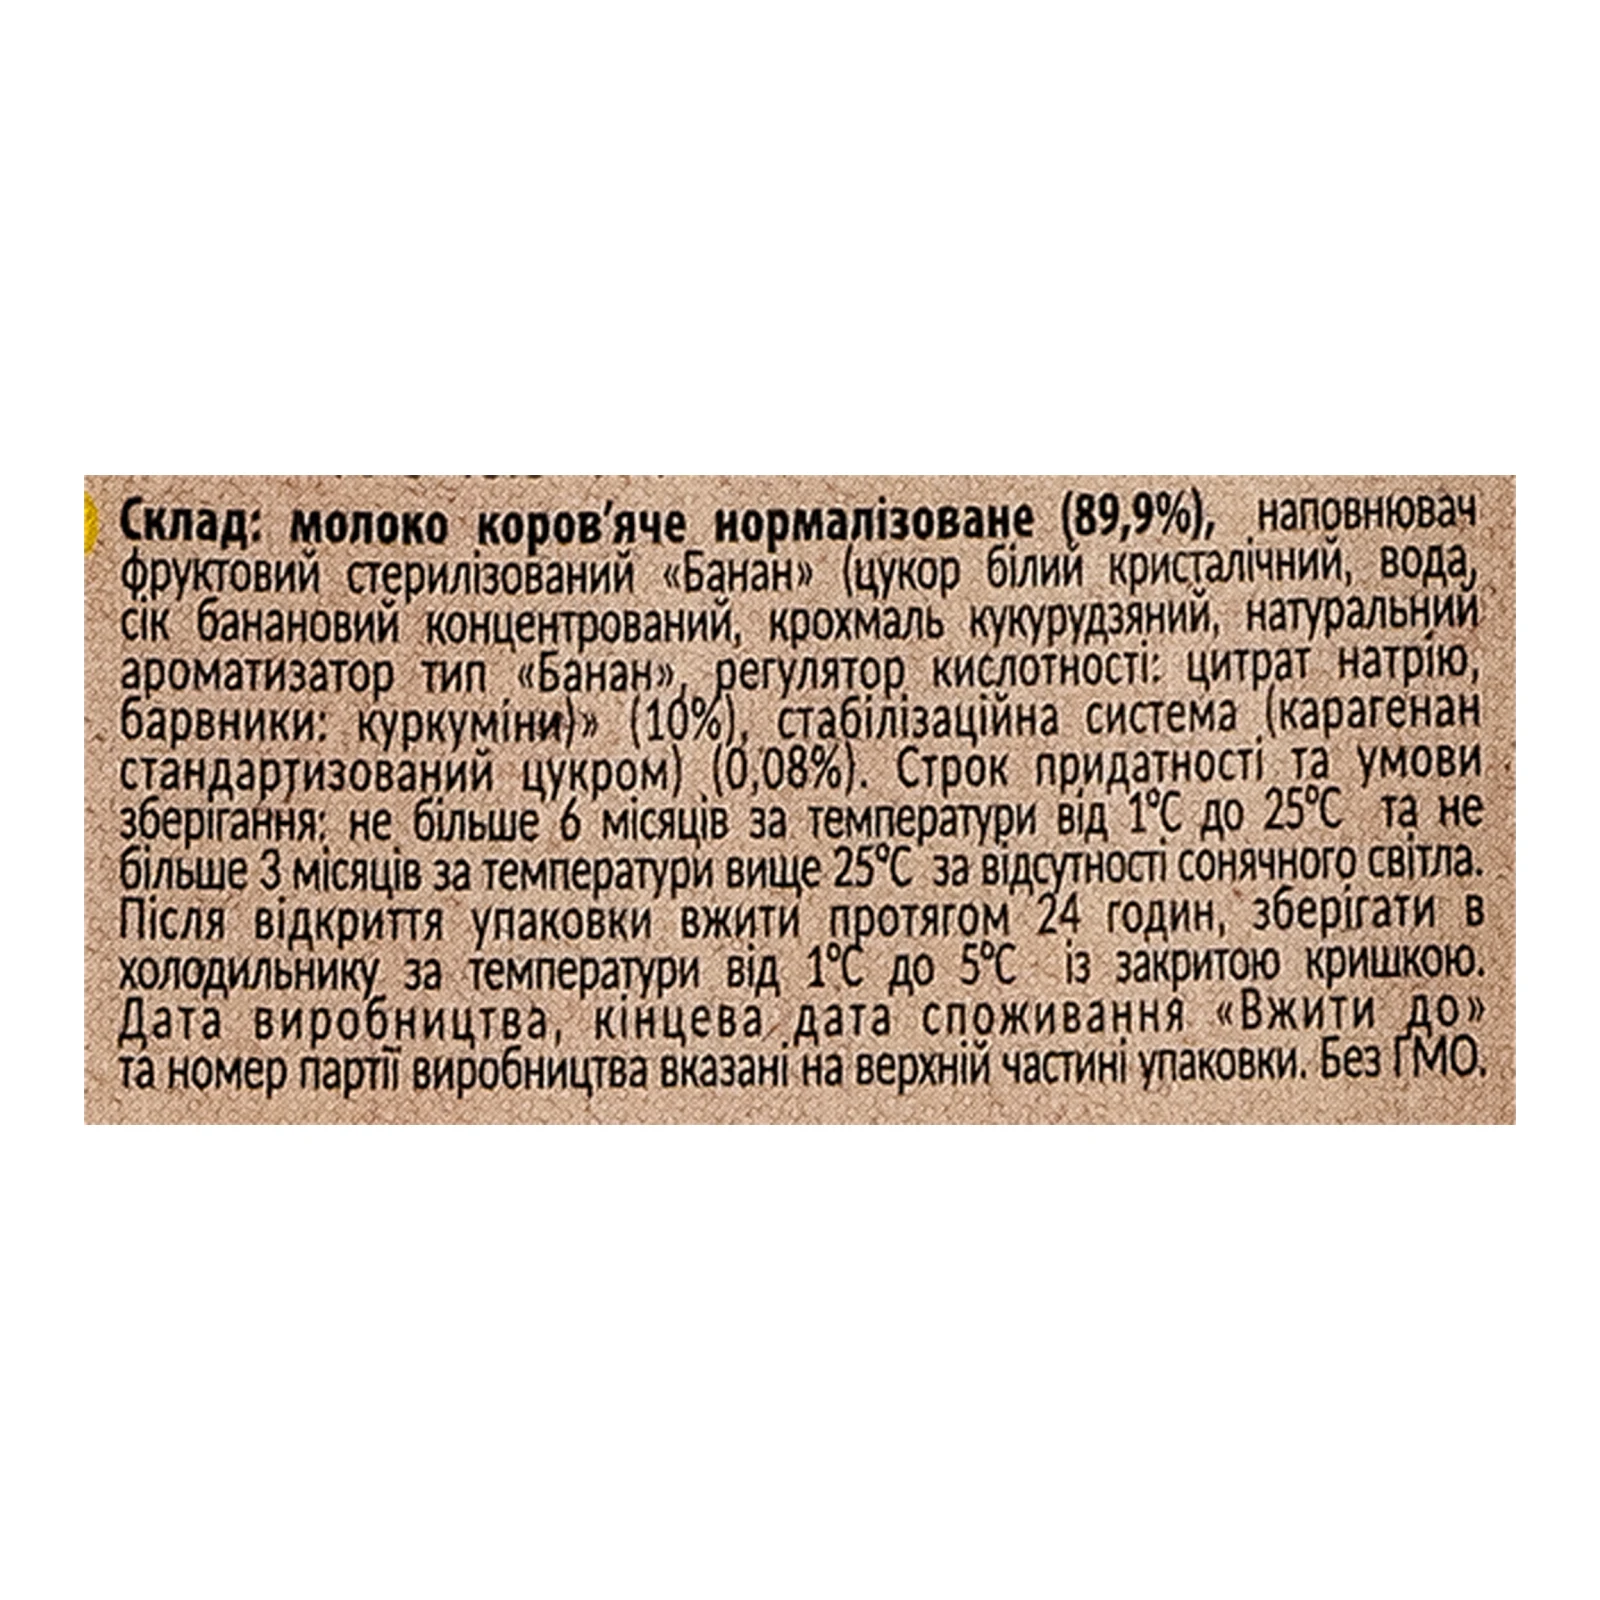 Склад: молоко коров’яче нормалізоване (89,9%), наповнювач
фруктовий стерилізований «Банан» (цукор білий кристалічний, вода,
сік банановий концентрований, крохмаль кукурудзяний, натуральний
ароматизатор тип «Банан», регулятор кислотності: цитрат натрію,
барвники: куркуміни)» (10%), стабілізаційна система (карагенан
стандартизований цукром) (0,08%). Строк придатності та умови
зберігання: не більше 6 місяців за температури від 1°С до 25°С та не
більше 3 місяців за температури вище 25°С за відсутності сонячного світла.
Після відкриття упаковки вжити протягом 24 годин, зберігати в
холодильнику за температури від 1°С до 5°С із закритою кришкою.
Дата виробництва, кінцева дата споживання «Вжити до»
та номер партії виробництва вказані на верхній частині упаковки. Без ГМО.